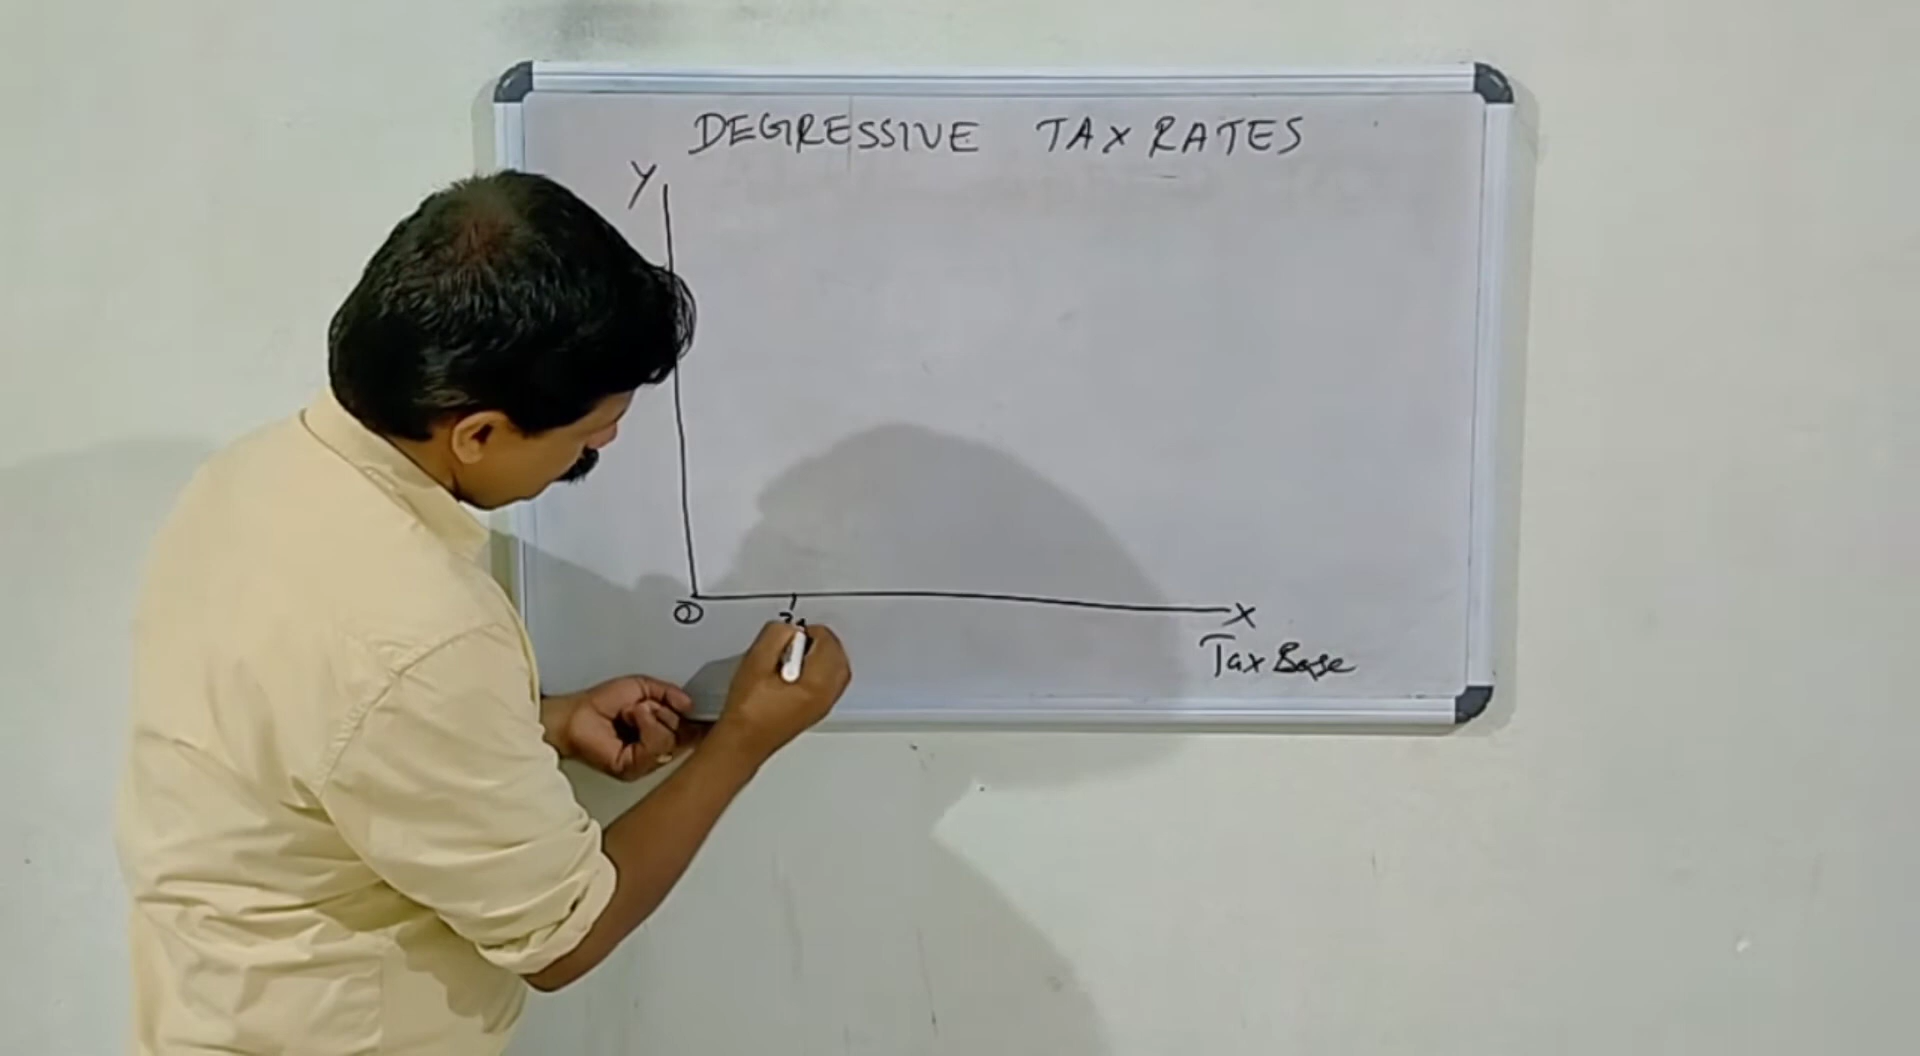 DEGRESSIVE TAX RATES
Y
X
Tax Base